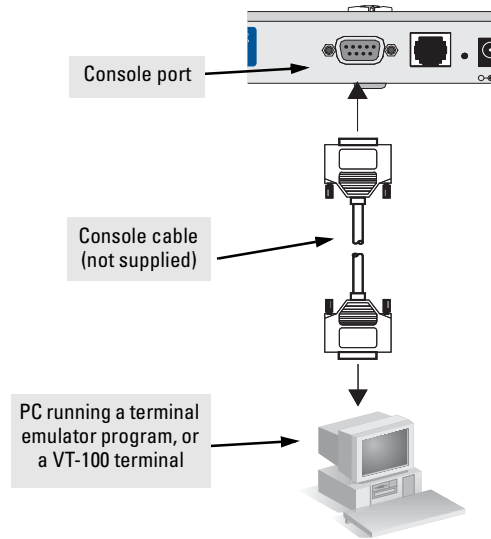 Console port
Console cable
(not supplied)
PC running a terminal
emulator program, or
a VT-100 terminal